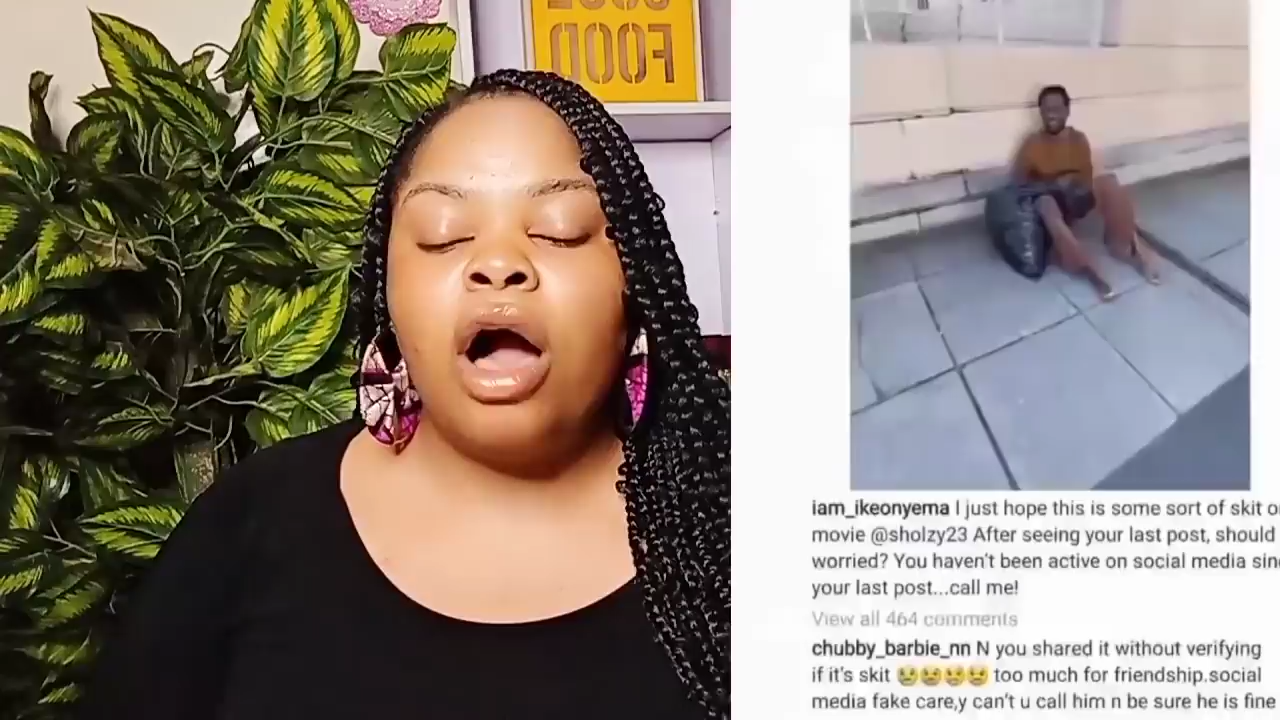 FOOD
iam_ikeonyema I just hope this is some sort of skit o
movie @sholzy23 After seeing your last post, should
worried? You haven't been active on social media sin
your last post...call me!
View all 464 comments
chubby_barbie_nn N you shared it without verifying
if it's skit 😢😢😢😢 too much for friendship.social
media fake care,y can't u call him n be sure he is fine